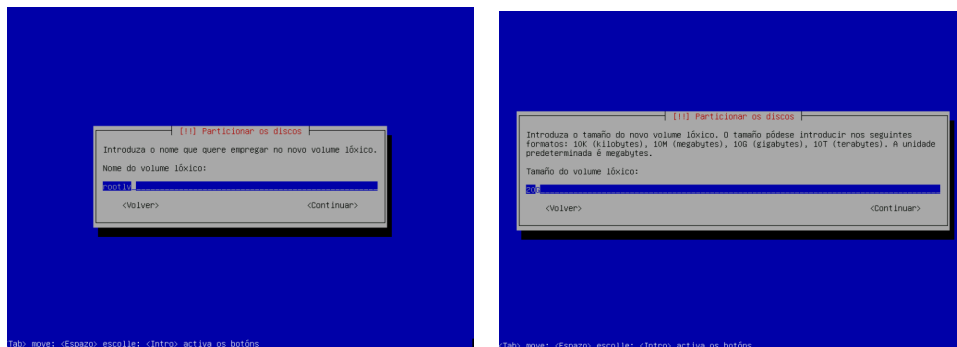 [!!] Particionar os discos
Introduza o nome que quere empregar no novo volume lóxico.
Nome do volume lóxico:
rootlv
<Volver> <Continuar>
Tab> move; <Espazo> escolle; <Intro> activa os botóns
[!!] Particionar os discos
Introduza o tamaño do novo volume lóxico. O tamaño pódese introducir nos seguintes
formatos: 10K (kilobytes), 10M (megabytes), 10G (gigabytes), 10T (terabytes). A unidade
predeterminada é megabytes.
Tamaño do volume lóxico:
20G
<Volver> <Continuar>
<Tab> move; <Espazo> escolle; <Intro> activa os botóns